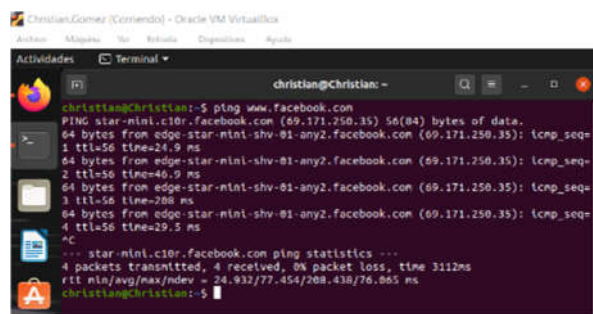 Christian.Gomez [Corriendo] - Oracle VM VirtualBox
Archivo Máquina Ver Entrada Dispositivos Ayuda
Actividades Terminal
christian@Christian: ~
christian@Christian:~$ ping www.facebook.com
PING star-mini.c10r.facebook.com (69.171.250.35) 56(84) bytes of data.
64 bytes from edge-star-mini-shv-01-any2.facebook.com (69.171.250.35): icmp_seq=
1 ttl=56 time=24.9 ms
64 bytes from edge-star-mini-shv-01-any2.facebook.com (69.171.250.35): icmp_seq=
2 ttl=56 time=46.9 ms
64 bytes from edge-star-mini-shv-01-any2.facebook.com (69.171.250.35): icmp_seq=
3 ttl=56 time=208 ms
64 bytes from edge-star-mini-shv-01-any2.facebook.com (69.171.250.35): icmp_seq=
4 ttl=56 time=29.5 ms
^C
--- star-mini.c10r.facebook.com ping statistics ---
4 packets transmitted, 4 received, 0% packet loss, time 3112ms
rtt min/avg/max/mdev = 24.932/77.454/208.438/76.065 ms
christian@Christian:~$